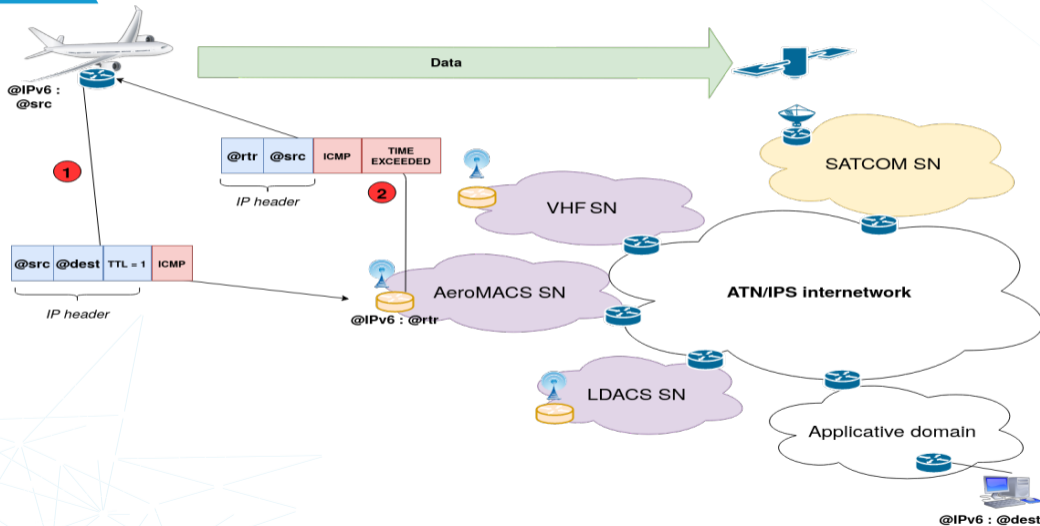 Data
@IPv6 :
@src
@rtr
@src
ICMP
TIME
EXCEEDED
IP header
1
2
SATCOM SN
VHF SN
@src
@dest
TTL = 1
ICMP
IP header
AeroMACS SN
@IPv6 : @rtr
ATN/IPS internetwork
LDACS SN
Applicative domain
@IPv6 : @dest